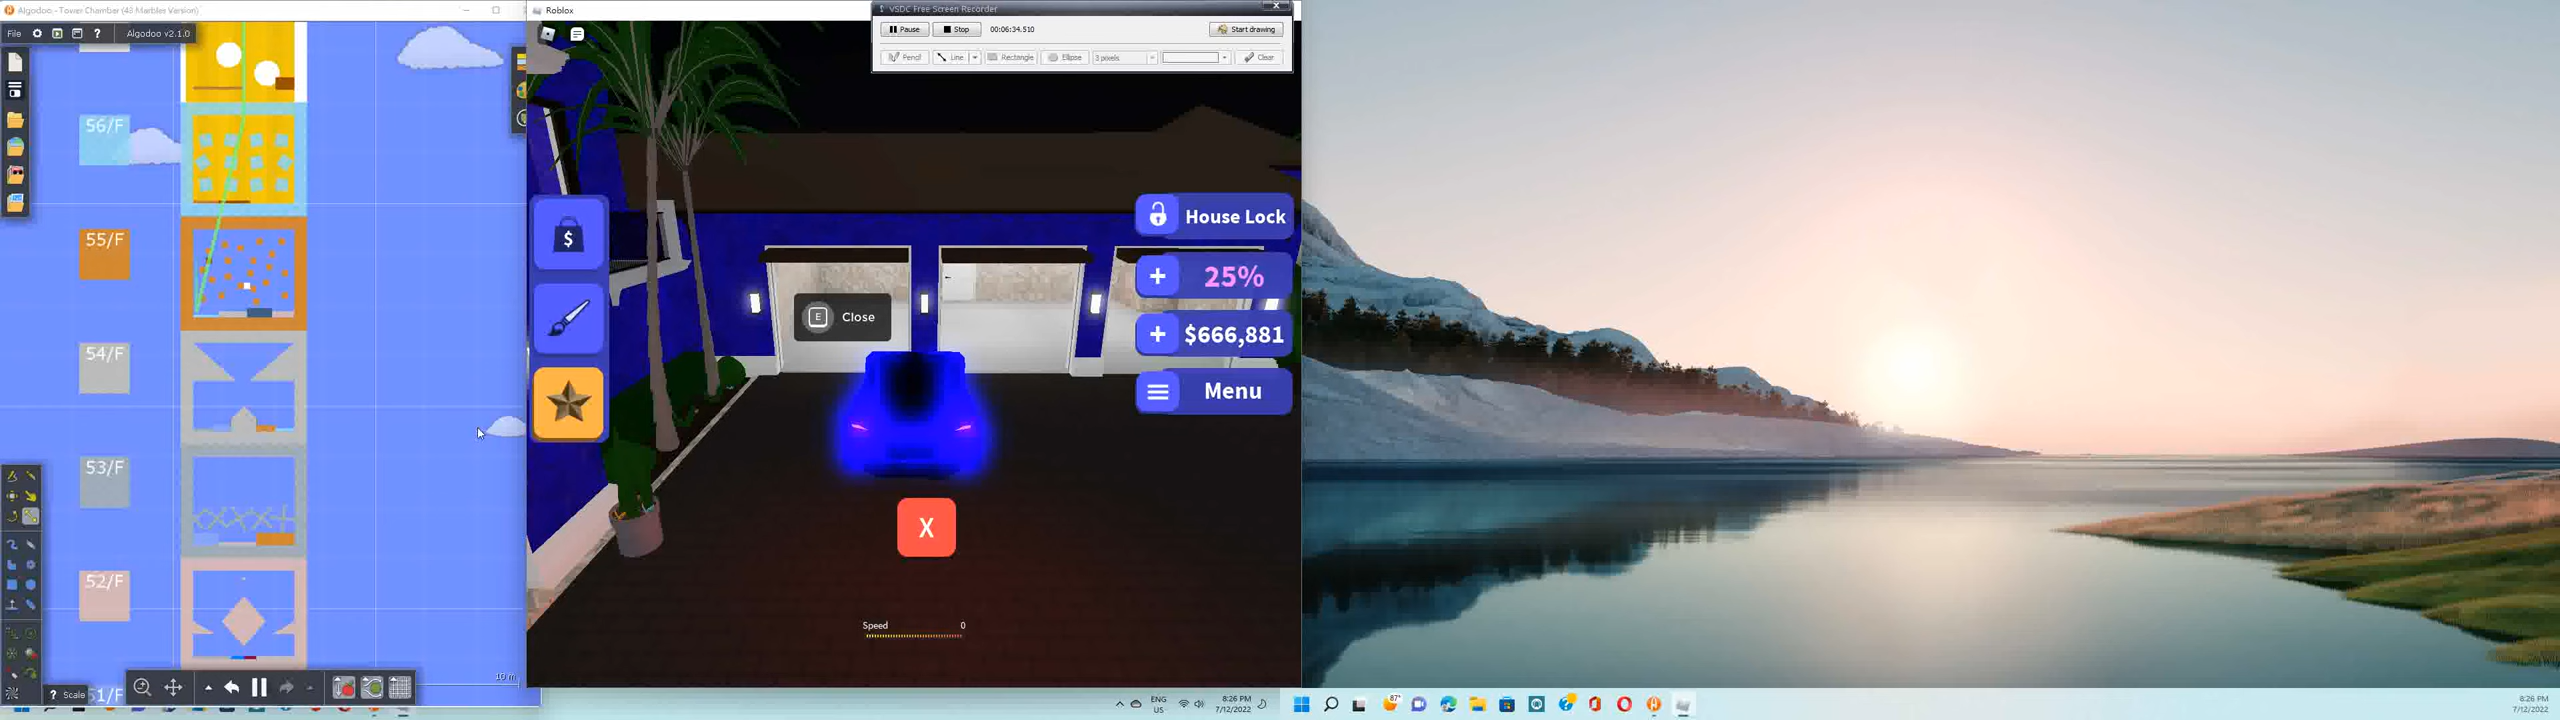 Algodoo - Tower Chamber (48 Marbles Version)
File
?
Algodoo v2.1.0
56/F
55/F
54/F
53/F
52/F
51/F
? Scale
10 m
Roblox
VSDC Free Screen Recorder
Pause
Stop
00:06:34.510
Start drawing
Pencil
Line
Rectangle
Ellipse
3 pixels
Clear
$
House Lock
+ 25%
+ $666,881
Menu
E
Close
X
Speed 0
ENG
US
8:26 PM
7/12/2022
87°
8:26 PM
7/12/2022